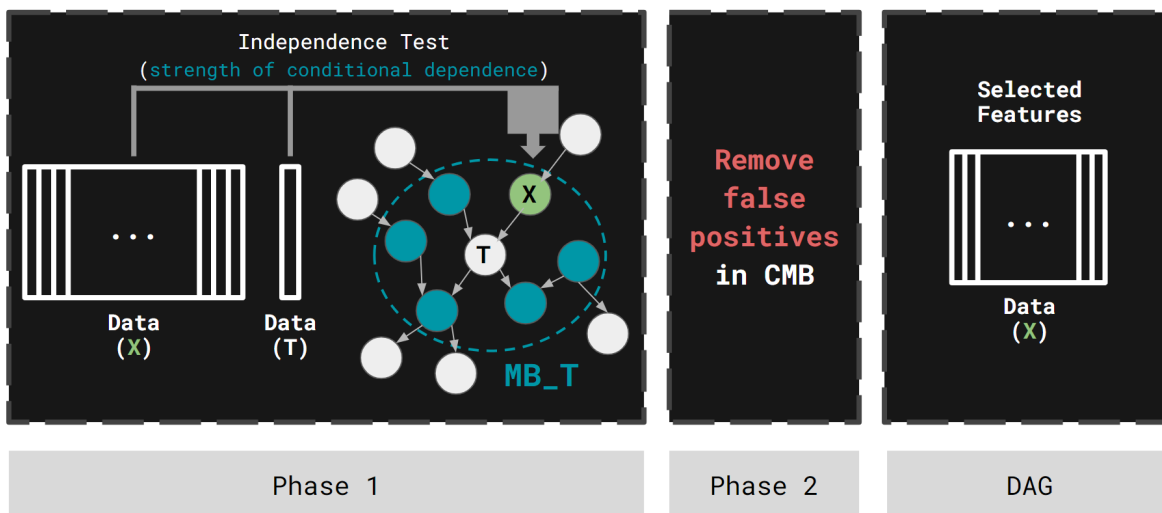 Independence Test
(strength of conditional dependence)
X
T
...
Data
(X)
Data
(T)
MB_T
Remove
false
positives
in CMB
Selected
Features
...
Data
(X)
Phase 1
Phase 2
DAG